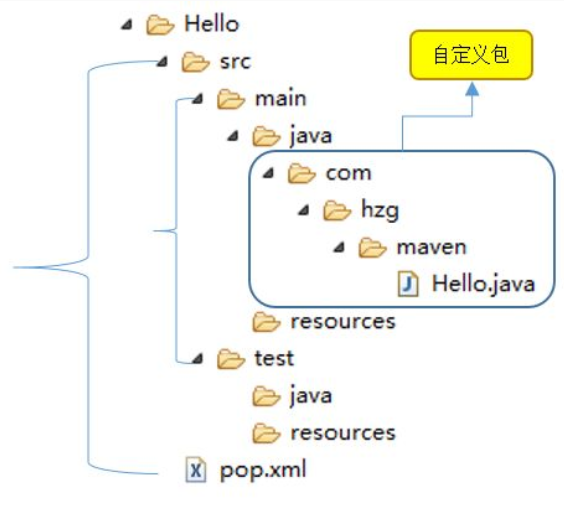 Hello
src
自定义包
main
java
com
hzg
maven
Hello.java
resources
test
java
resources
pop.xml